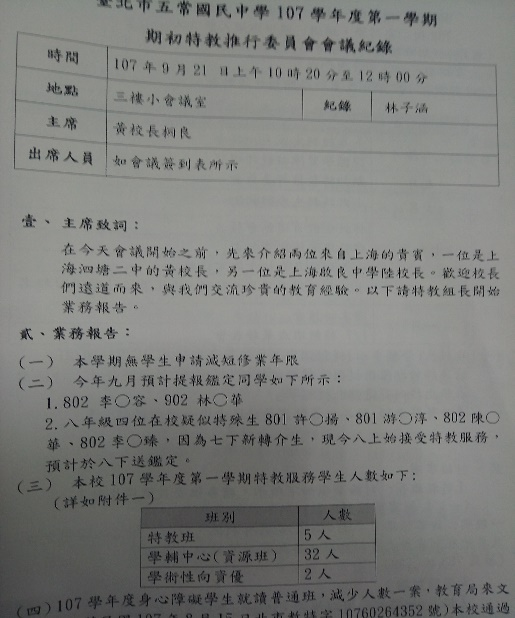 臺北市五常國民中學 107 學年度第一學期
期初特教推行委員會會議紀錄
時間 107 年 9 月 21 日上午 10 時 20 分至 12 時 00 分
地點 三樓小會議室 紀錄 林子涵
主席 黃校長桐良
出席人員 如會議簽到表所示
壹、 主席致詞：
在今天會議開始之前，先來介紹兩位來自上海的貴賓，一位是上
海泗塘二中的黃校長，另一位是上海啟良中學陸校長。歡迎校長
們遠道而來，與我們交流珍貴的教育經驗。以下請特教組長開始
業務報告。
貳、業務報告：
(一) 本學期無學生申請減短修業年限
(二) 今年九月預計提報鑑定同學如下所示：
1. 802 李○容、902 林○華
2. 八年級四位在校疑似特殊生 801 許○揚、801 游○淳、802 陳○
華、802 李○臻，因為七下新轉介生，現今八上始接受特教服務，
預計於八下送鑑定。
(三) 本校 107 學年度第一學期特教服務學生人數如下：
(詳如附件一)
班別 人數
特教班 5 人
學輔中心(資源班) 32 人
學術性向資優 2 人
(四) 107 學年度身心障礙學生就讀普通班，減少人數一案，教育局來文
107 年 8 月 15 日北市教特字 10760264352 號)本校通過